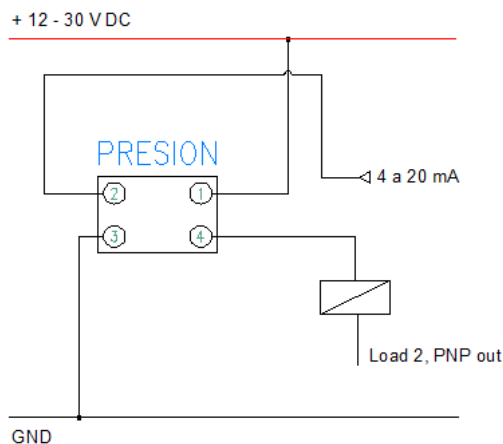 + 12 - 30 V DC
PRESION
2 1
4 a 20 mA
3 4
Load 2, PNP out
GND